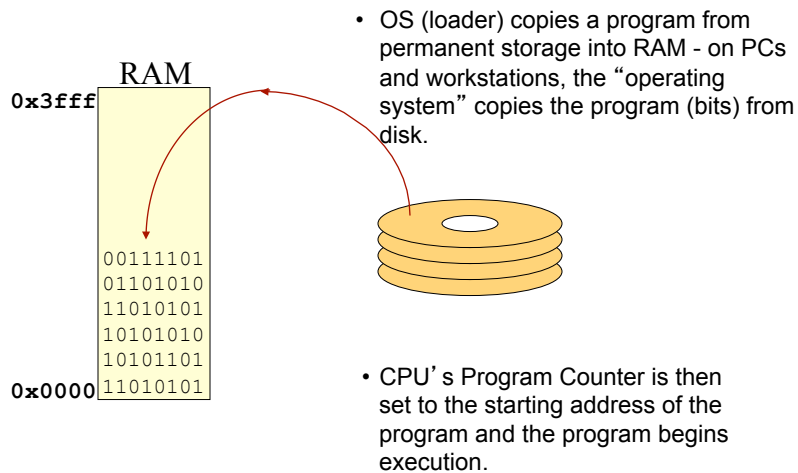 • OS (loader) copies a program from
permanent storage into RAM - on PCs
and workstations, the “operating
system” copies the program (bits) from
disk.
RAM
0x3fff
00111101
01101010
11010101
10101010
10101101
0x0000 11010101
• CPU’s Program Counter is then
set to the starting address of the
program and the program begins
execution.